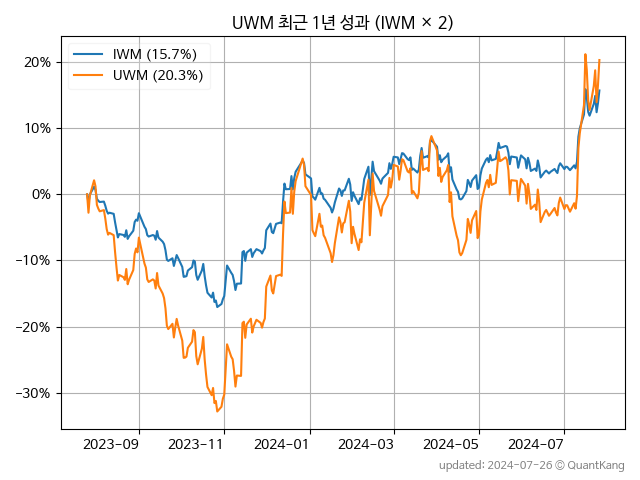 UWM 최근 1년 성과 (IWM × 2)
IWM (15.7%)
UWM (20.3%)
20%
10%
0%
−10%
−20%
−30%
2023-09 2023-11 2024-01 2024-03 2024-05 2024-07
updated: 2024-07-26 © QuantKang